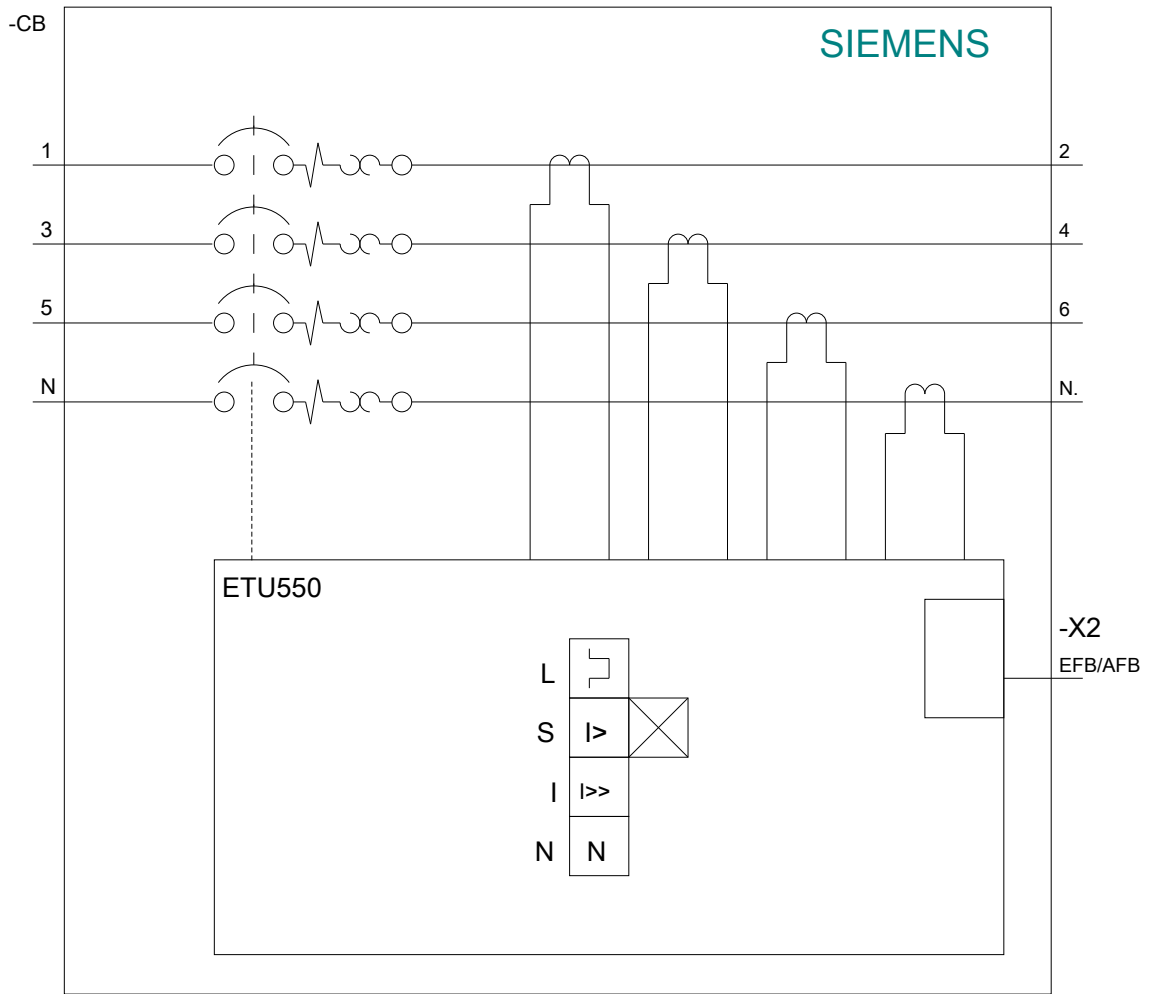 -CB
SIEMENS
1
2
3
4
5
6
N
N.
ETU550
-X2
EFB/AFB
L
S I>
I I>>
N N